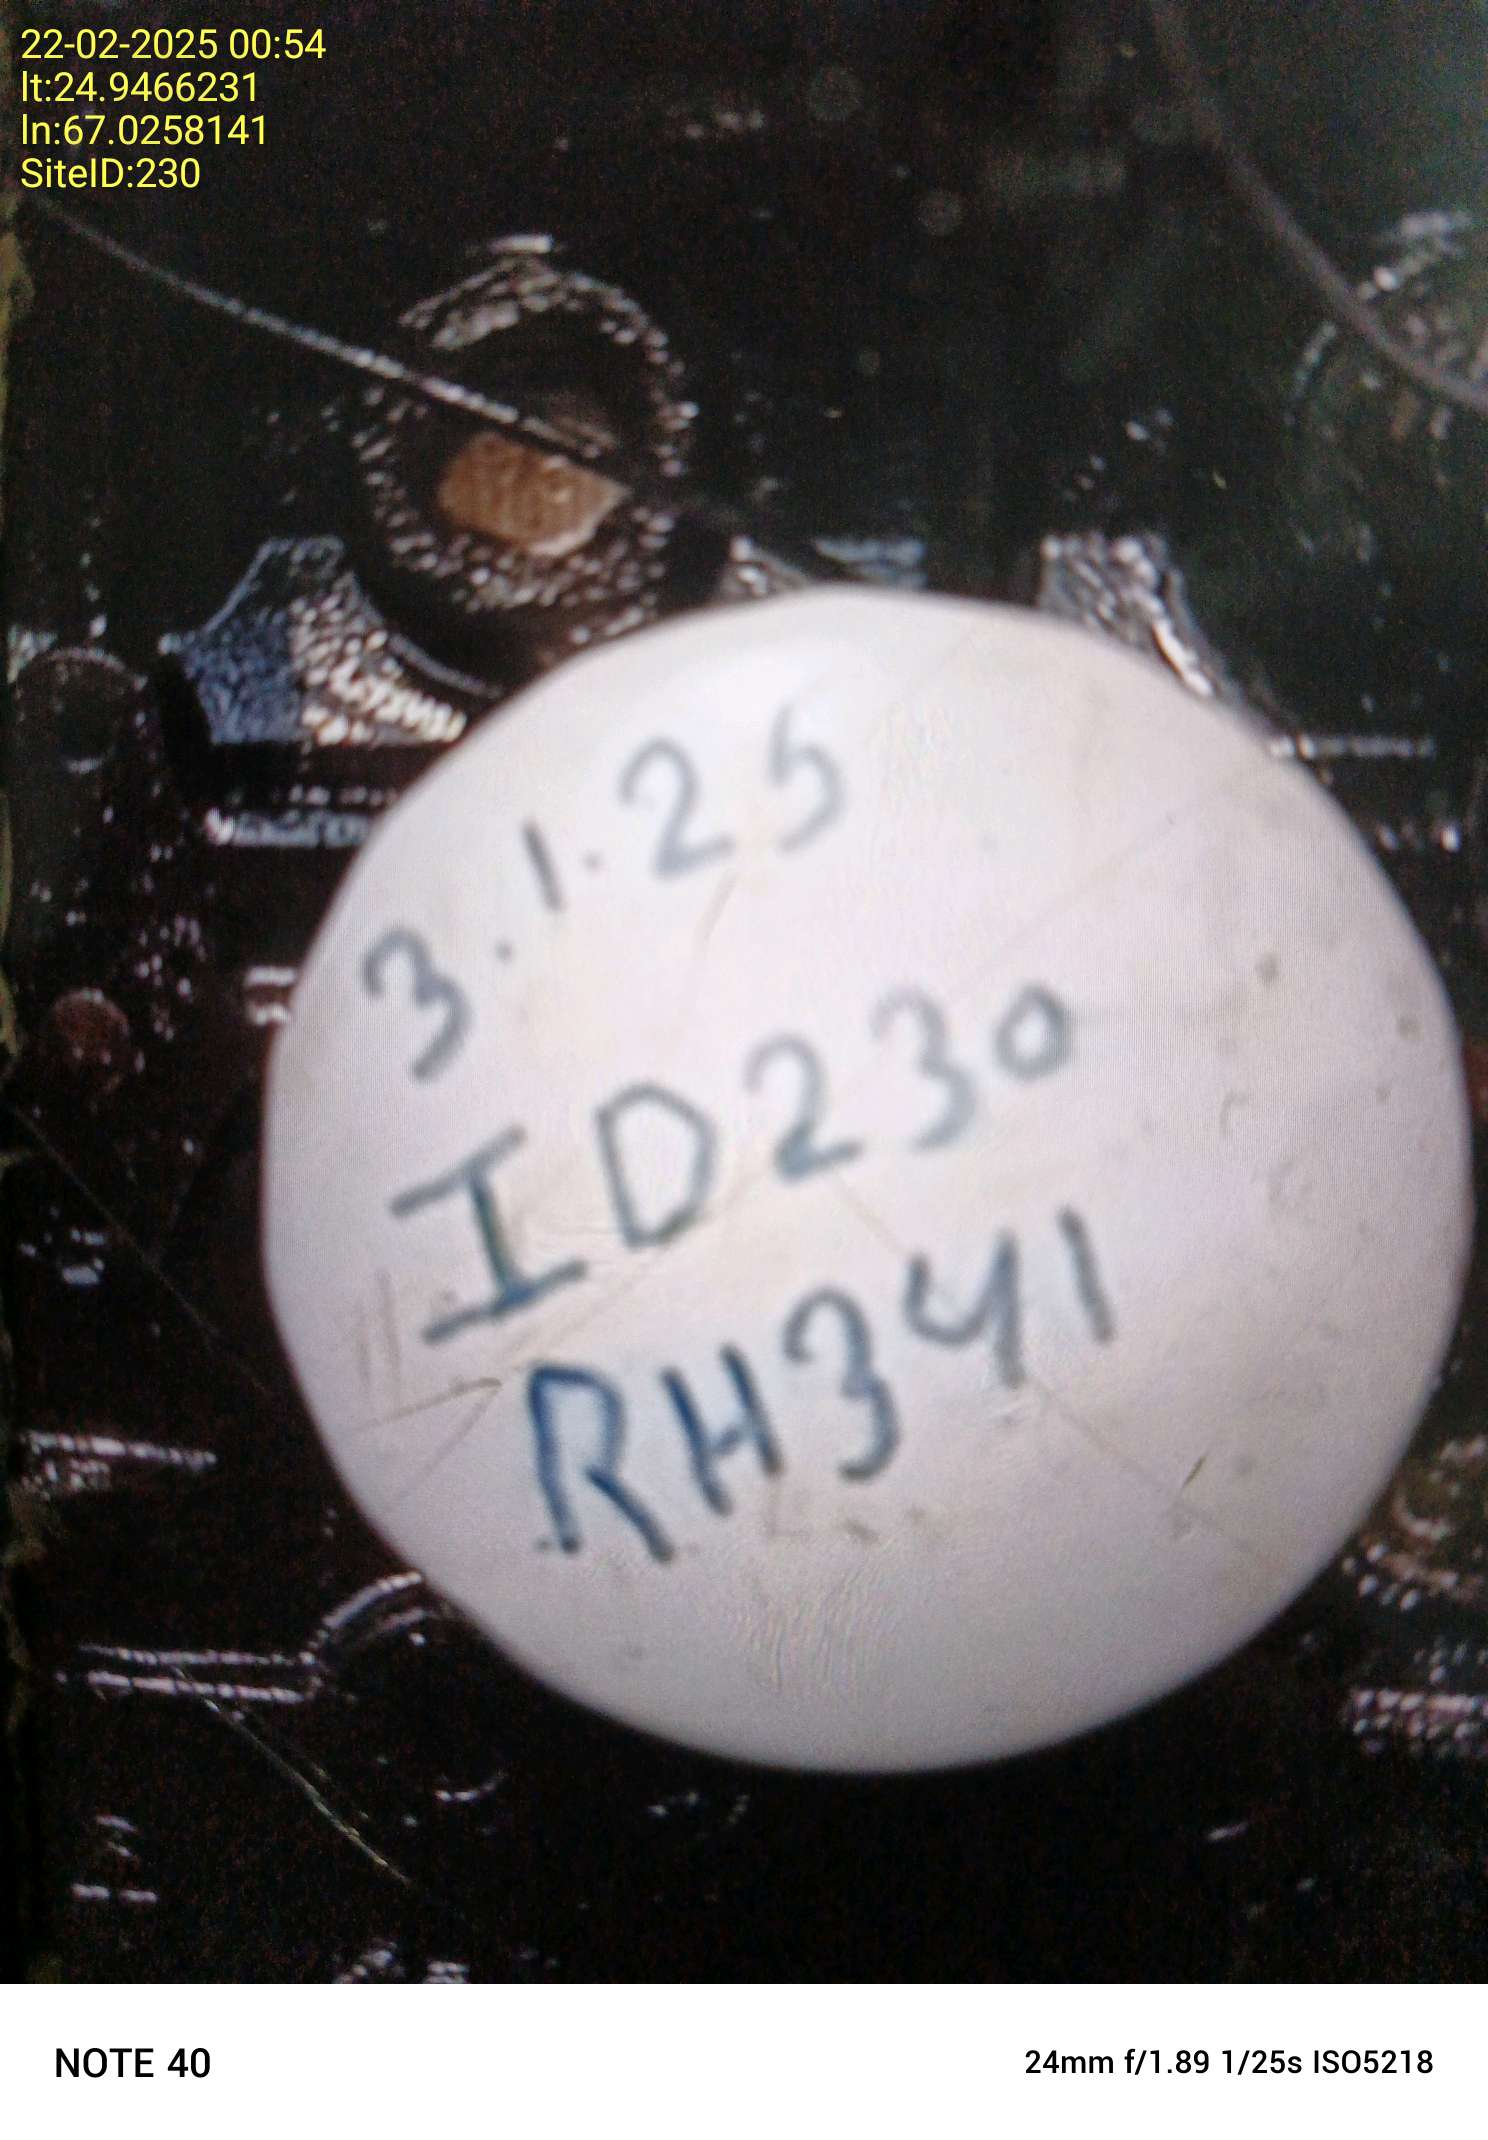 22-02-2025 00:54
lt:24.9466231
ln:67.0258141
SiteID:230
3.1.25
ID230
RH341
NOTE 40
24mm f/1.89 1/25s ISO5218